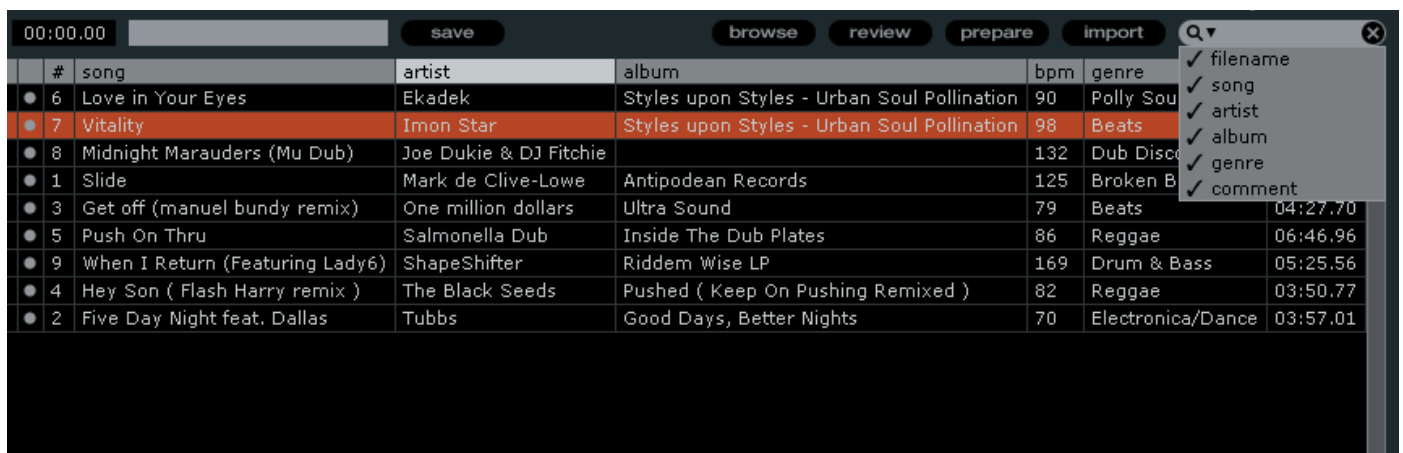 00:00.00 save browse review prepare import
# song artist album bpm genre filename
song
6 Love in Your Eyes Ekadek Styles upon Styles - Urban Soul Pollination 90 Polly Sou
artist
7 Vitality Imon Star Styles upon Styles - Urban Soul Pollination 98 Beats
album
8 Midnight Marauders (Mu Dub) Joe Dukie & DJ Fitchie 132 Dub Disco
genre
1 Slide Mark de Clive-Lowe Antipodean Records 125 Broken B
comment
3 Get off (manuel bundy remix) One million dollars Ultra Sound 79 Beats 04:27.70
5 Push On Thru Salmonella Dub Inside The Dub Plates 86 Reggae 06:46.96
9 When I Return (Featuring Lady6) ShapeShifter Riddem Wise LP 169 Drum & Bass 05:25.56
4 Hey Son ( Flash Harry remix ) The Black Seeds Pushed ( Keep On Pushing Remixed ) 82 Reggae 03:50.77
2 Five Day Night feat. Dallas Tubbs Good Days, Better Nights 70 Electronica/Dance 03:57.01